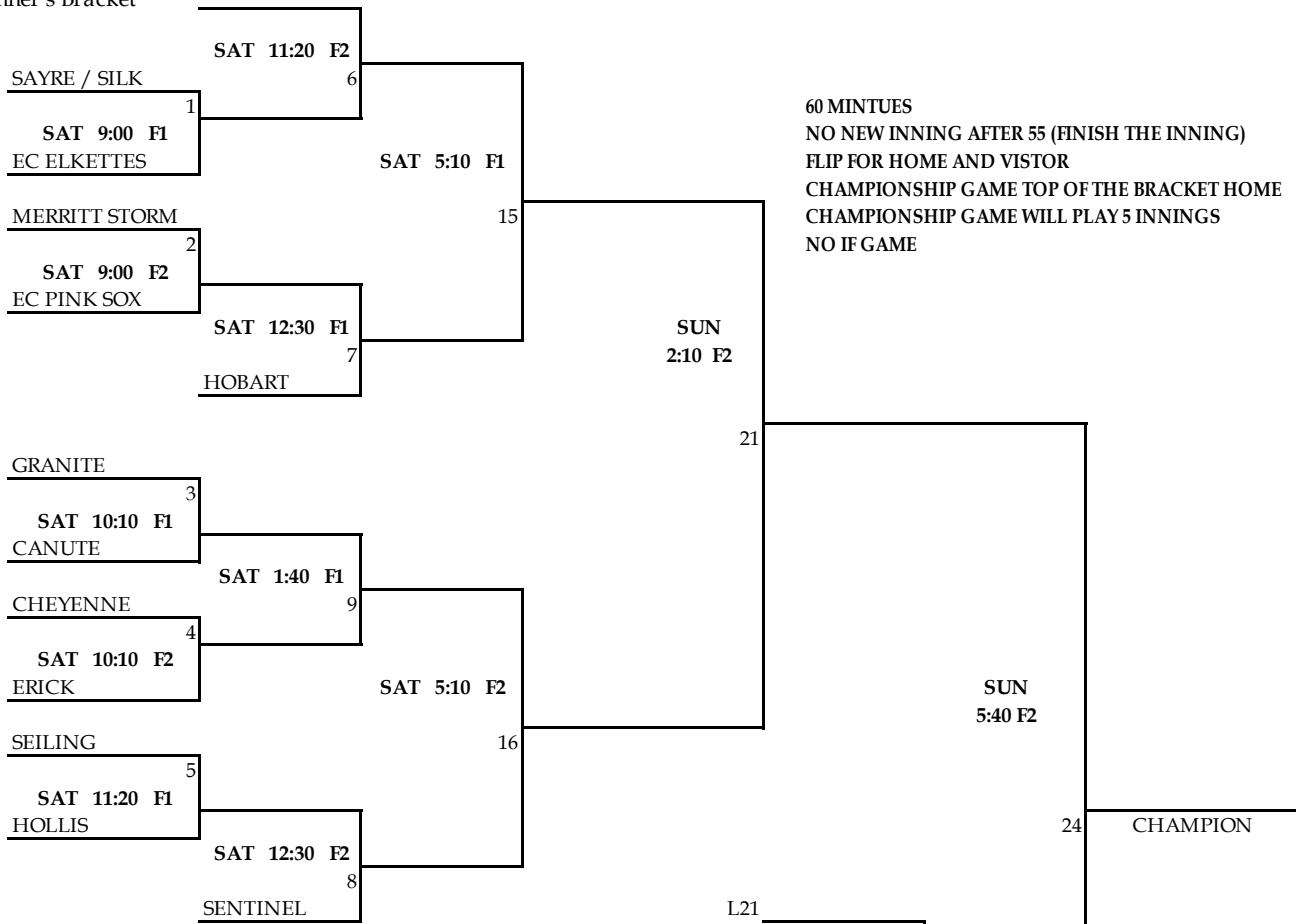 Bracket
SAT 11:20 F2
6
SAYRE / SILK
1
SAT 9:00 F1
EC ELKETTES
SAT 5:10 F1
15
MERRITT STORM
2
SAT 9:00 F2
EC PINK SOX
SAT 12:30 F1
7
HOBART
60 MINTUES
NO NEW INNING AFTER 55 (FINISH THE INNING)
FLIP FOR HOME AND VISTOR
CHAMPIONSHIP GAME TOP OF THE BRACKET HOME
CHAMPIONSHIP GAME WILL PLAY 5 INNINGS
NO IF GAME
SUN
2:10 F2
21
GRANITE
3
SAT 10:10 F1
CANUTE
SAT 1:40 F1
9
CHEYENNE
4
SAT 10:10 F2
ERICK
SAT 5:10 F2
16
SEILING
5
SAT 11:20 F1
HOLLIS
SAT 12:30 F2
8
SENTINEL
SUN
5:40 F2
24
CHAMPION
L21